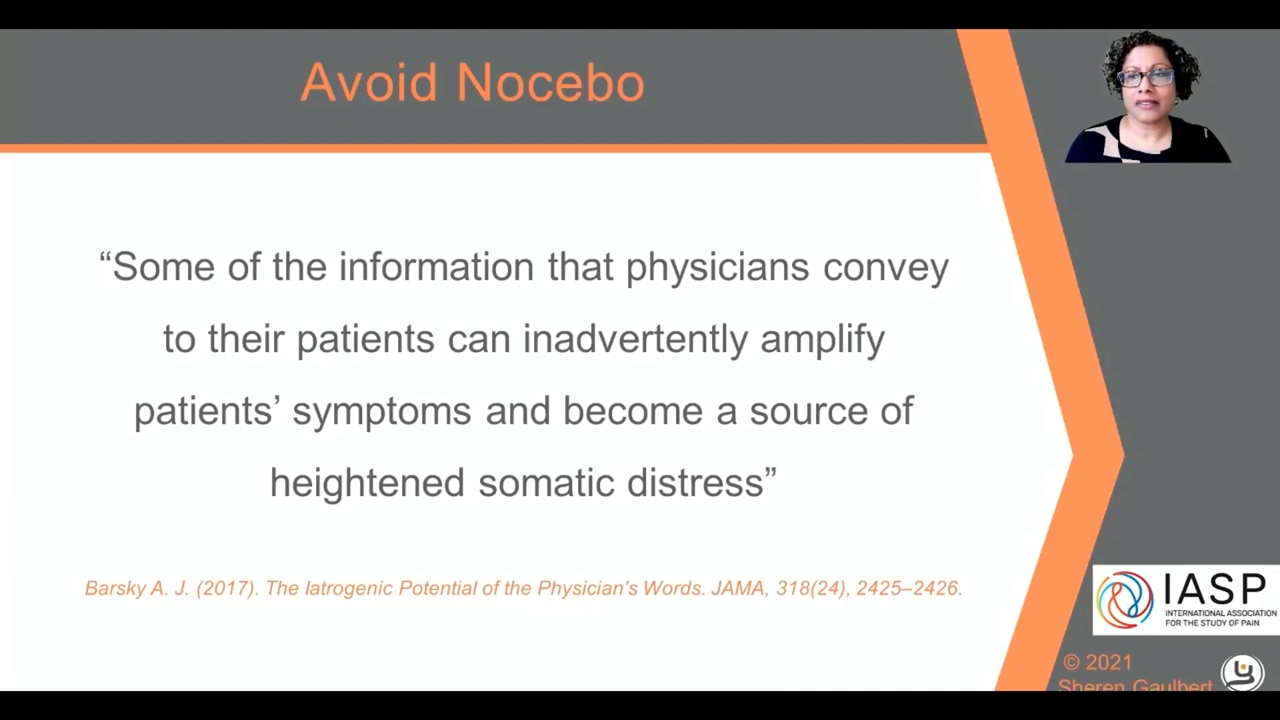 Avoid Nocebo
“Some of the information that physicians convey
to their patients can inadvertently amplify
patients’ symptoms and become a source of
heightened somatic distress”
Barsky A. J. (2017). The Iatrogenic Potential of the Physician's Words. JAMA, 318(24), 2425–2426.
IASP
INTERNATIONAL ASSOCIATION
FOR THE STUDY OF PAIN
© 2021
Sheren Gaulbert